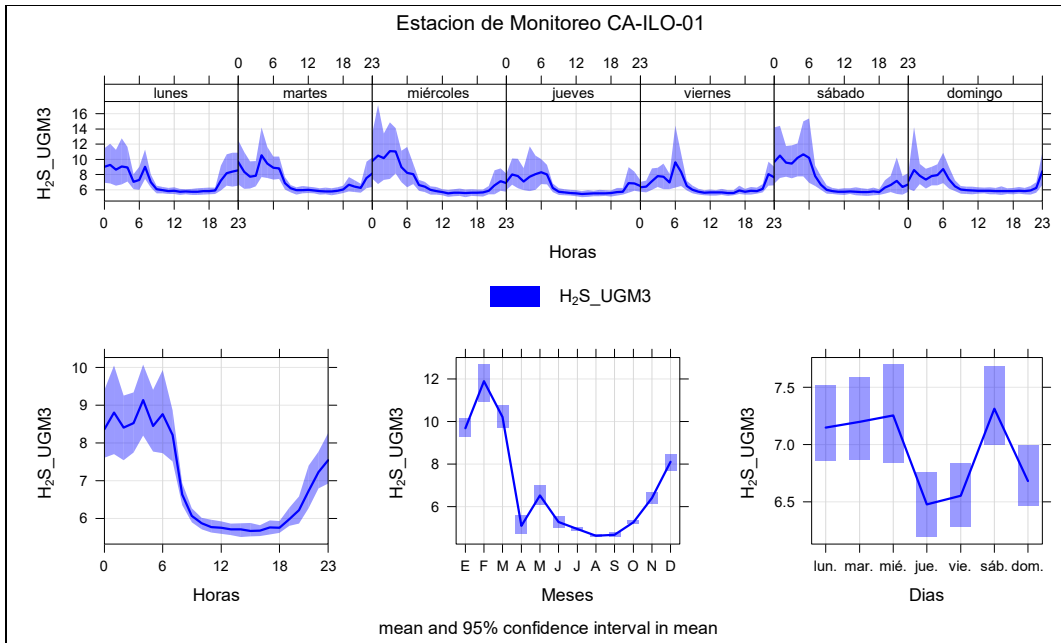 Estacion de Monitoreo CA-ILO-01
0 6 12 18 23 0 6 12 18 23 0 6 12 18 23
lunes martes miércoles jueves viernes sábado domingo
H₂S_UGM3
16
14
12
10
8
6
0 6 12 18 23 0 6 12 18 23 0 6 12 18 23 0 6 12 18 23
Horas
H₂S_UGM3
H₂S_UGM3
10
9
8
7
6
0 6 12 18 23
Horas
H₂S_UGM3
12
10
8
6
E F M A M J J A S O N D
Meses
H₂S_UGM3
7.5
7.0
6.5
lun. mar. mié. jue. vie. sáb. dom.
Dias
mean and 95% confidence interval in mean